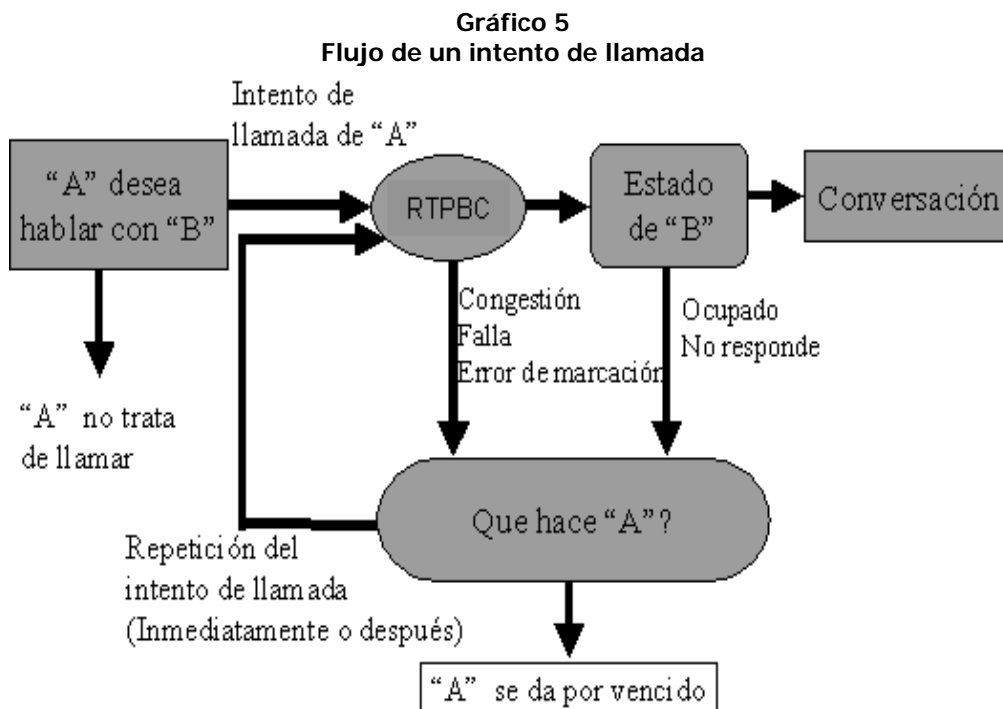 Gráfico 5
Flujo de un intento de llamada
Intento de
llamada de “A”
“A” desea
hablar con “B”
RTPBC
Estado
de “B”
Conversación
Congestión
Falla
Error de marcación
Ocupado
No responde
“A” no trata
de llamar
Que hace “A”?
Repetición del
intento de llamada
(Inmediatamente o después)
“A” se da por vencido